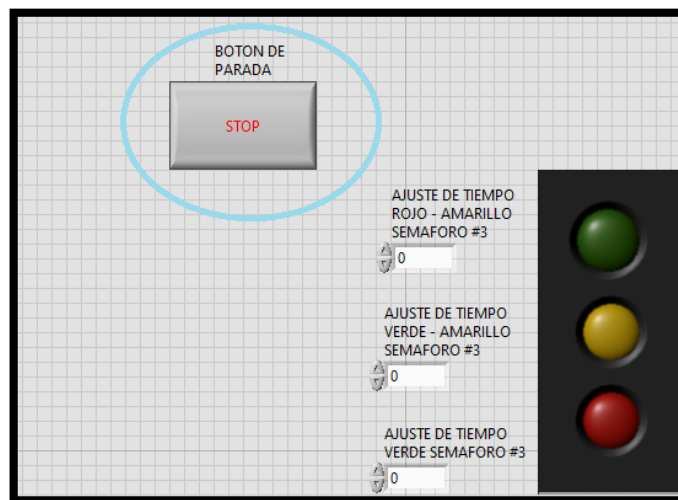 BOTON DE
PARADA
STOP
AJUSTE DE TIEMPO
ROJO - AMARILLO
SEMAFORO #3
0
AJUSTE DE TIEMPO
VERDE - AMARILLO
SEMAFORO #3
0
AJUSTE DE TIEMPO
VERDE SEMAFORO #3
0